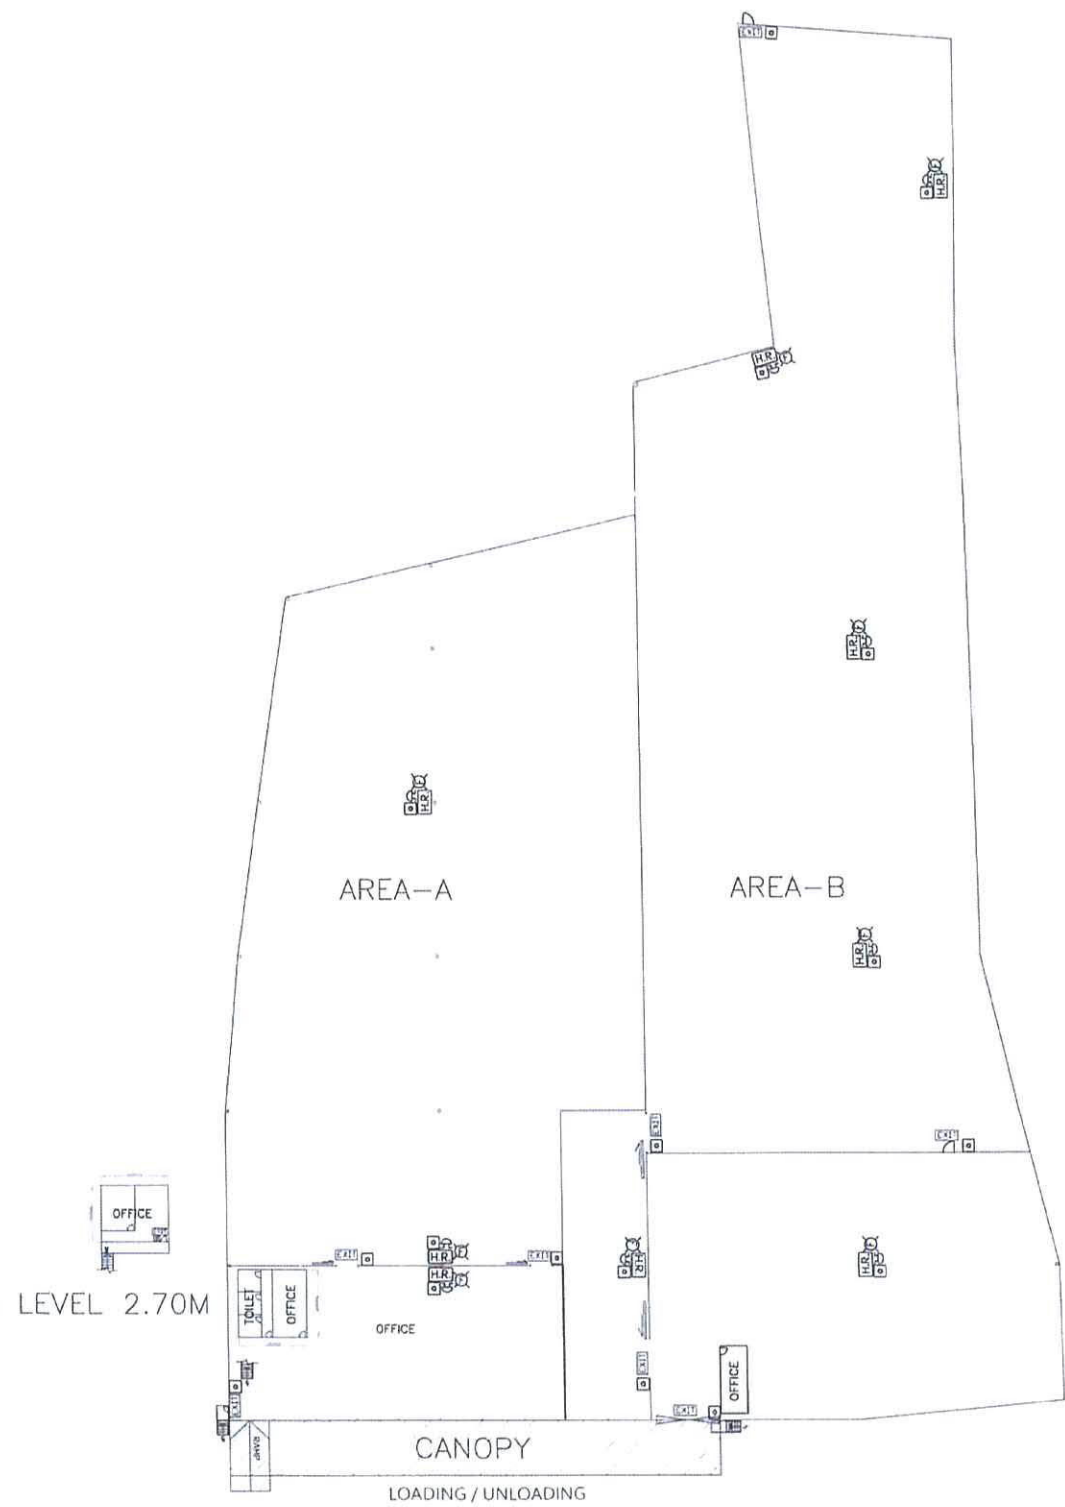 EXIT
H.R.
H.R.
F
H.R.
F
F
H.R.
AREA-A
AREA-B
H.R.
F
EXIT
EXIT
OFFICE
EXIT
H.R.
F
EXIT
H.R.
F
H.R.
F
H.R.
LEVEL 2.70M
TOILET
OFFICE
OFFICE
EXIT
OFFICE
EXIT
EXIT
RAMP
CANOPY
LOADING / UNLOADING